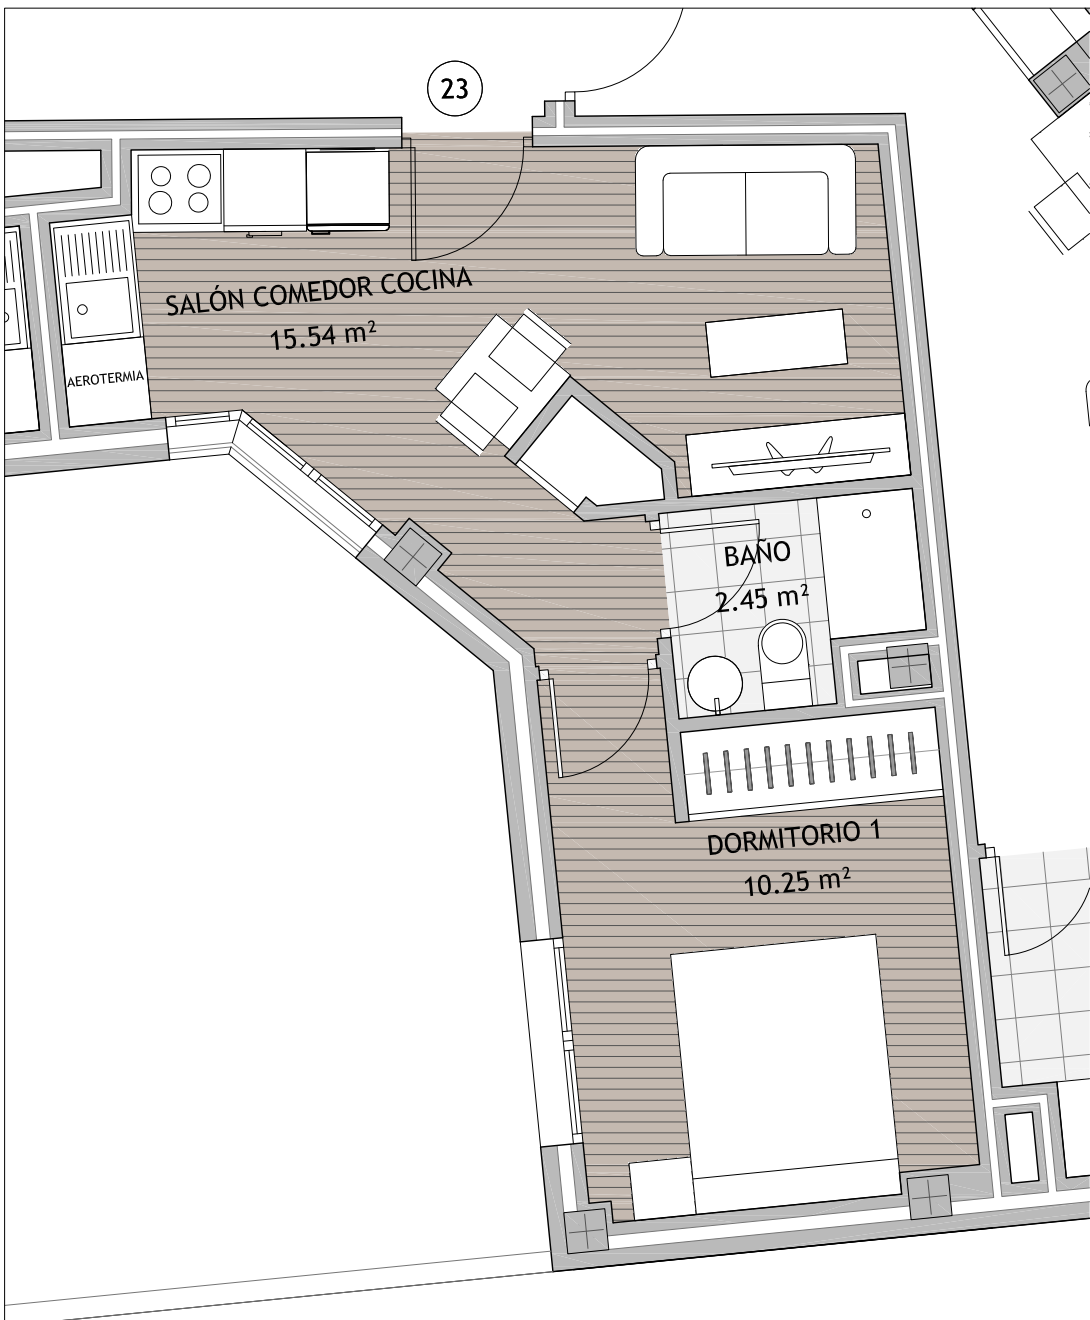 23
SALÓN COMEDOR COCINA
15.54 m²
AEROTERMIA
BAÑO
2.45 m²
DORMITORIO 1
10.25 m²